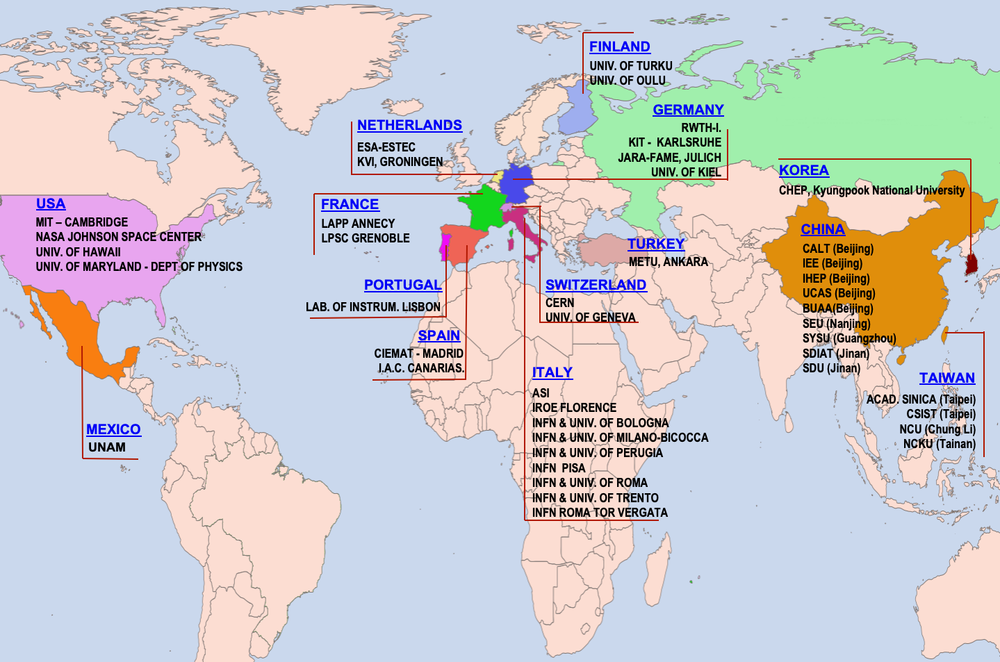 FINLAND
UNIV. OF TURKU
UNIV. OF OULU
GERMANY
RWTH-I.
KIT - KARLSRUHE
JARA-FAME, JULICH
UNIV. OF KIEL
NETHERLANDS
ESA-ESTEC
KVI, GRONINGEN
KOREA
CHEP, Kyungpook National University
USA
MIT – CAMBRIDGE
NASA JOHNSON SPACE CENTER
UNIV. OF HAWAII
UNIV. OF MARYLAND - DEPT OF PHYSICS
FRANCE
LAPP ANNECY
LPSC GRENOBLE
CHINA
CALT (Beijing)
IEE (Beijing)
IHEP (Beijing)
UCAS (Beijing)
BUAA(Beijing)
SEU (Nanjing)
SYSU (Guangzhou)
SDIAT (Jinan)
SDU (Jinan)
TURKEY
METU, ANKARA
PORTUGAL
LAB. OF INSTRUM. LISBON
SWITZERLAND
CERN
UNIV. OF GENEVA
SPAIN
CIEMAT - MADRID
I.A.C. CANARIAS.
ITALY
ASI
IROE FLORENCE
INFN & UNIV. OF BOLOGNA
INFN & UNIV. OF MILANO-BICOCCA
INFN & UNIV. OF PERUGIA
INFN PISA
INFN & UNIV. OF ROMA
INFN & UNIV. OF TRENTO
INFN ROMA TOR VERGATA
TAIWAN
ACAD. SINICA (Taipei)
CSIST (Taipei)
NCU (Chung Li)
NCKU (Tainan)
MEXICO
UNAM